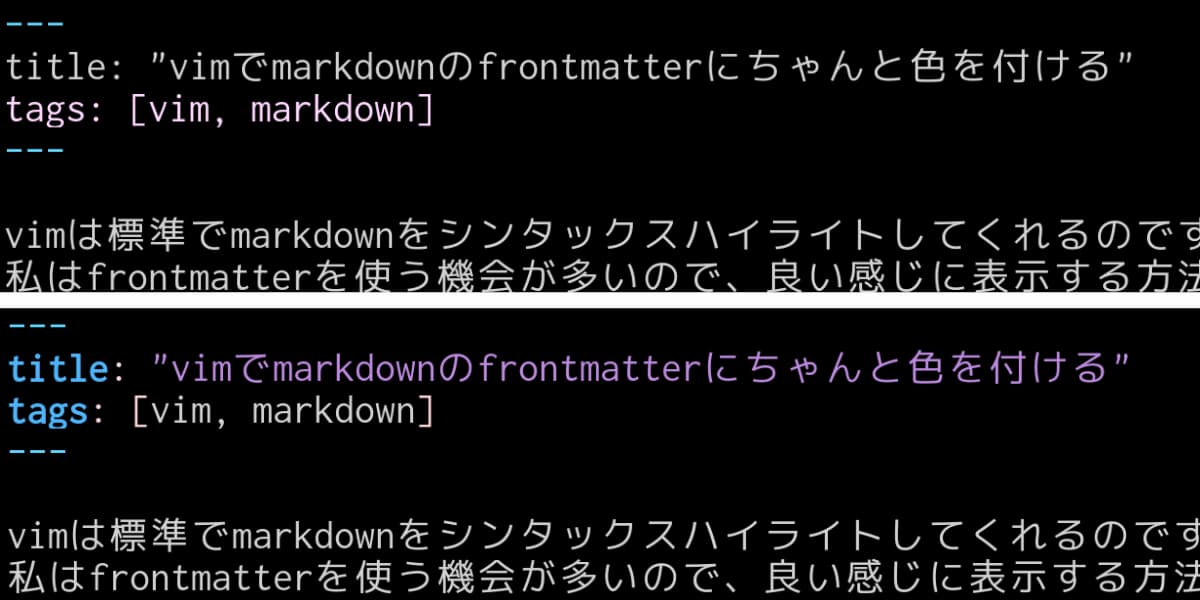 ---
title: "vimでmarkdownのfrontmatterにちゃんと色を付ける"
tags: [vim, markdown]
---
vimは標準でmarkdownをシンタックスハイライトしてくれるのです
私はfrontmatterを使う機会が多いので、良い感じに表示する方法
---
title: "vimでmarkdownのfrontmatterにちゃんと色を付ける"
tags: [vim, markdown]
---
vimは標準でmarkdownをシンタックスハイライトしてくれるのです
私はfrontmatterを使う機会が多いので、良い感じに表示する方法